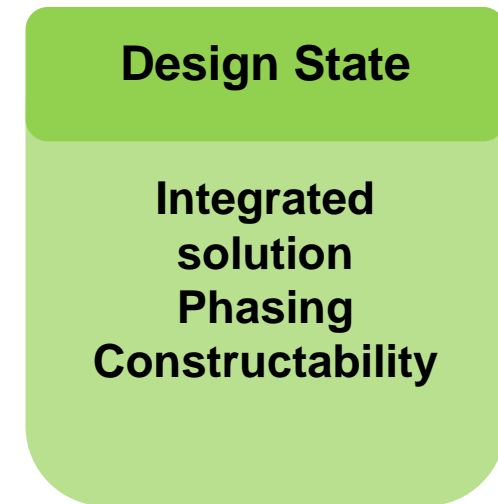 Design State
Integrated
solution
Phasing
Constructability